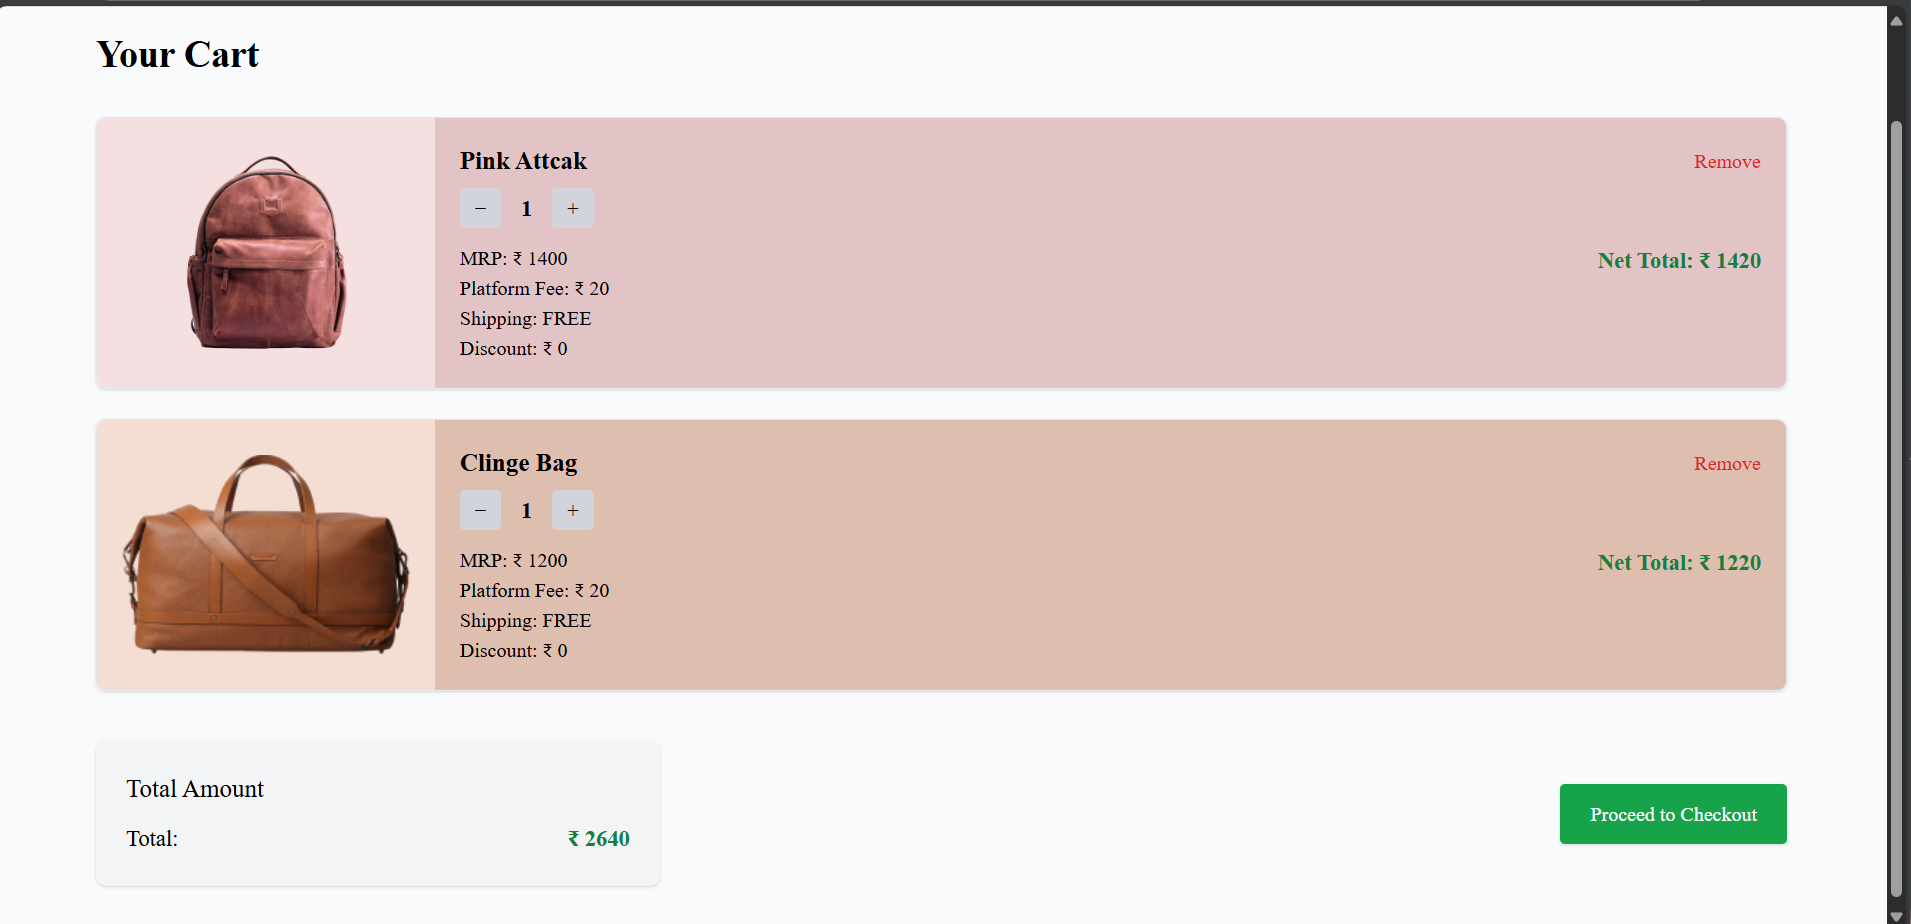 Your Cart
Pink Attcak
Remove
− 1 +
MRP: ₹ 1400
Net Total: ₹ 1420
Platform Fee: ₹ 20
Shipping: FREE
Discount: ₹ 0
Clinge Bag
Remove
− 1 +
MRP: ₹ 1200
Net Total: ₹ 1220
Platform Fee: ₹ 20
Shipping: FREE
Discount: ₹ 0
Total Amount
Total: ₹ 2640
Proceed to Checkout